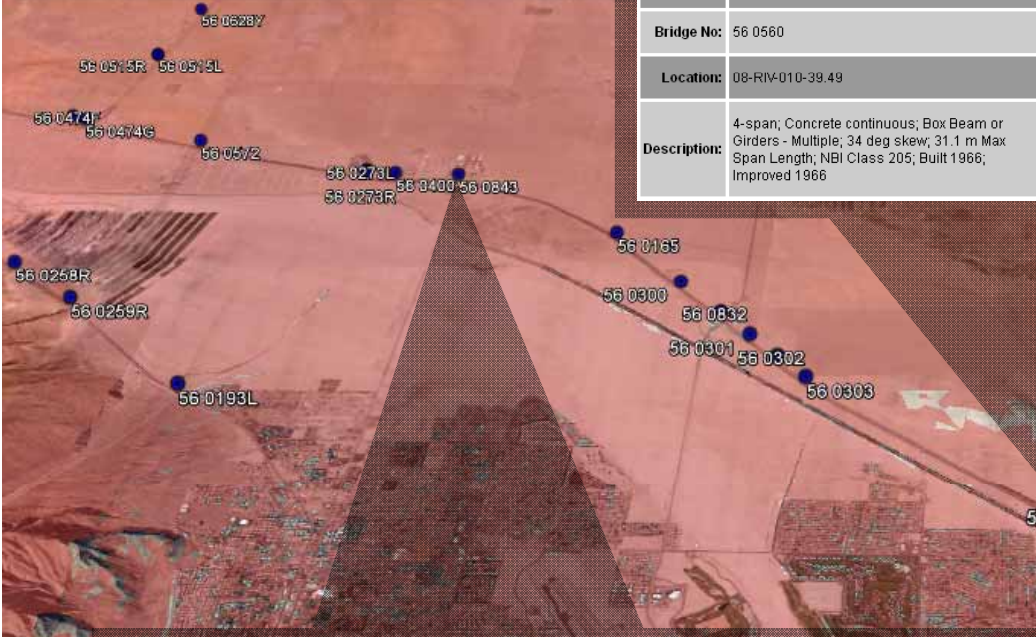 56 0628Y
56 0515R 56 0515L
56 0474F
56 0474G
56 0572
56 0273L
56 0400
56 0843
56 0273R
56 0165
56 0258R
56 0259R
56 0300
56 0832
56 0301
56 0302
56 0303
56 0193L
5
Bridge No: 56 0560
Location: 08-RIV-010-39.49
Description: 4-span; Concrete continuous; Box Beam or
Girders - Multiple; 34 deg skew; 31.1 m Max
Span Length; NBI Class 205; Built 1966;
Improved 1966